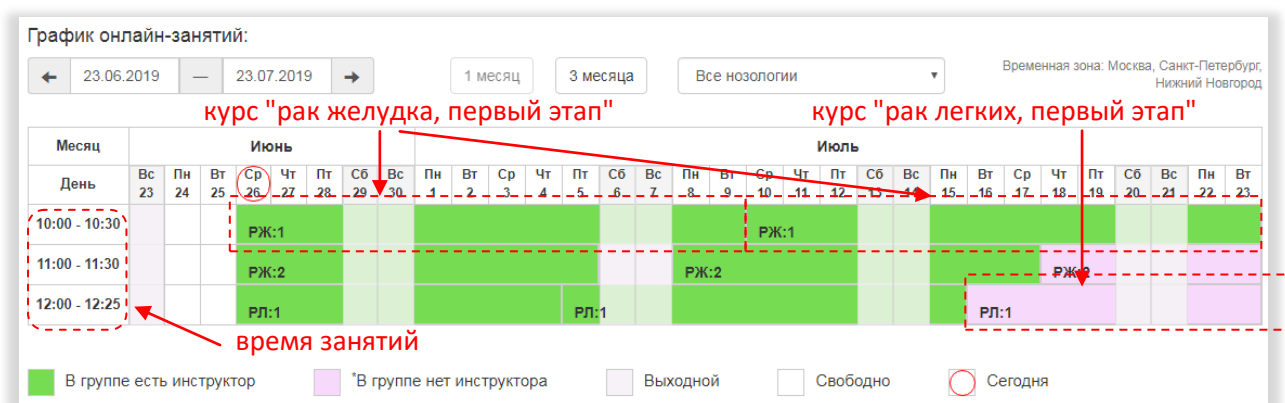 График онлайн-занятий:
23.06.2019 — 23.07.2019 1 месяц 3 месяца Все нозологии
Временная зона: Москва, Санкт-Петербург,
Нижний Новгород
курс "рак желудка, первый этап" курс "рак легких, первый этап"
Месяц Июнь Июль
День Вс Пн Вт Ср Чт Пт Сб Вс Пн Вт Ср Чт Пт Сб Вс Пн Вт Ср Чт Пт Сб Вс Пн Вт Ср Чт Пт Сб Вс Пн Вт
23 24 25 26 27 28 29 30 1 2 3 4 5 6 7 8 9 10 11 12 13 14 15 16 17 18 19 20 21 22 23
10:00 - 10:30 РЖ:1 РЖ:1
11:00 - 11:30 РЖ:2 РЖ:2
12:00 - 12:25 РЛ:1 РЛ:1 РЛ:1
время занятий
В группе есть инструктор *В группе нет инструктора Выходной Свободно Сегодня